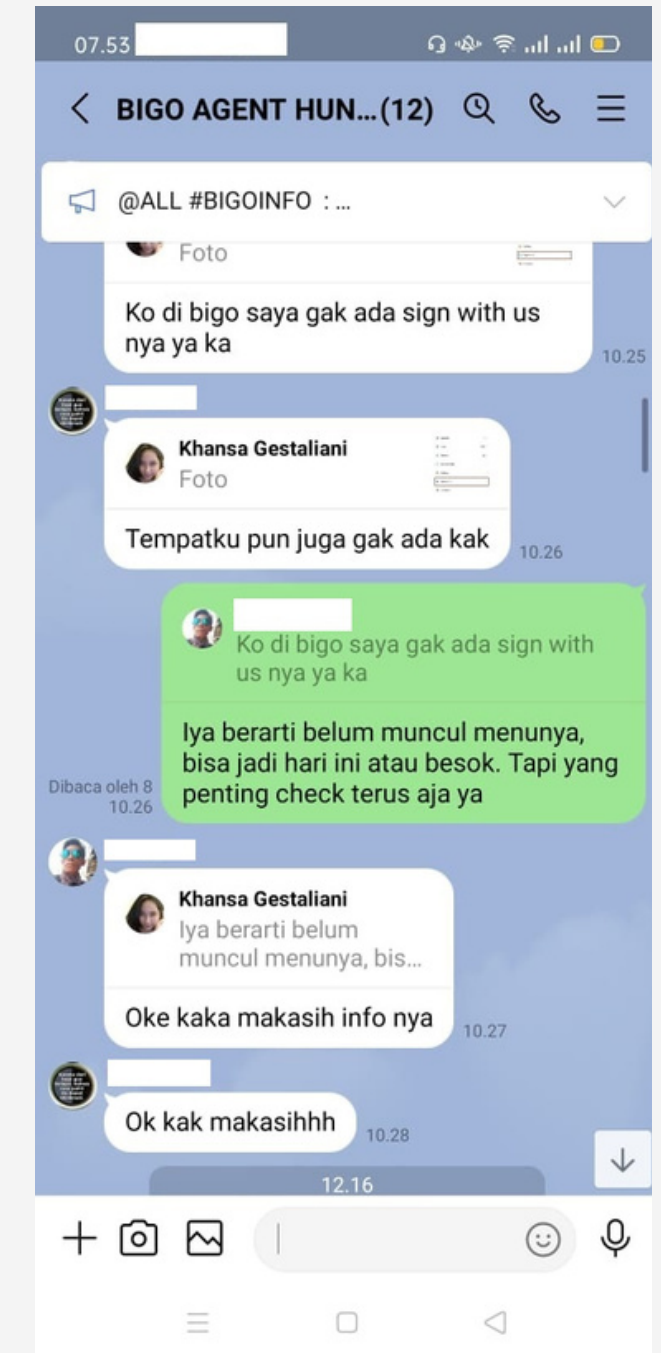 07.53
BIGO AGENT HUN...(12)
@ALL #BIGOINFO : ...
Foto
Ko di bigo saya gak ada sign with us
nya ya ka
10.25
Khansa Gestaliani
Foto
Tempatku pun juga gak ada kak
10.26
Ko di bigo saya gak ada sign with
us nya ya ka
Iya berarti belum muncul menunya,
bisa jadi hari ini atau besok. Tapi yang
penting check terus aja ya
Dibaca oleh 8
10.26
Khansa Gestaliani
Iya berarti belum
muncul menunya, bis...
Oke kaka makasih info nya
10.27
Ok kak makasihhh
10.28
12.16